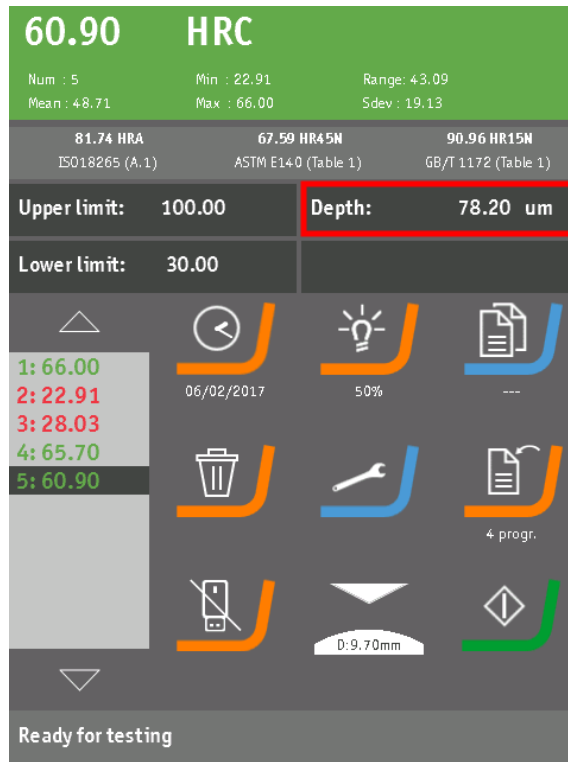 60.90 HRC
Num : 5 Min : 22.91 Range: 43.09
Mean : 48.71 Max : 66.00 Sdev : 19.13
81.74 HRA 67.59 HR45N 90.96 HR15N
ISO18265 (A.1) ASTM E140 (Table 1) GB/T 1172 (Table 1)
Upper limit: 100.00 Depth: 78.20 um
Lower limit: 30.00
1: 66.00
2: 22.91
3: 28.03
4: 65.70
5: 60.90
06/02/2017 50% ---
4 progr.
D:9.70mm
Ready for testing